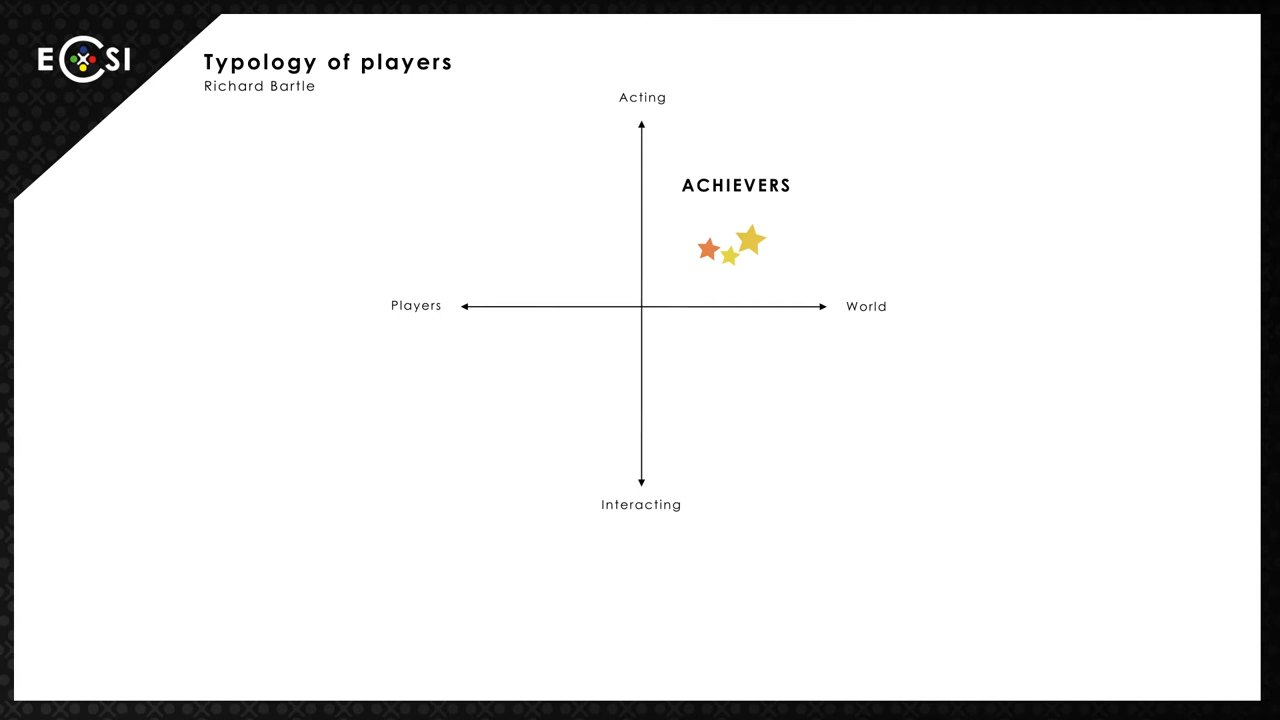 ECSI
Typology of players
Richard Bartle
Acting
ACHIEVERS
Players
World
Interacting